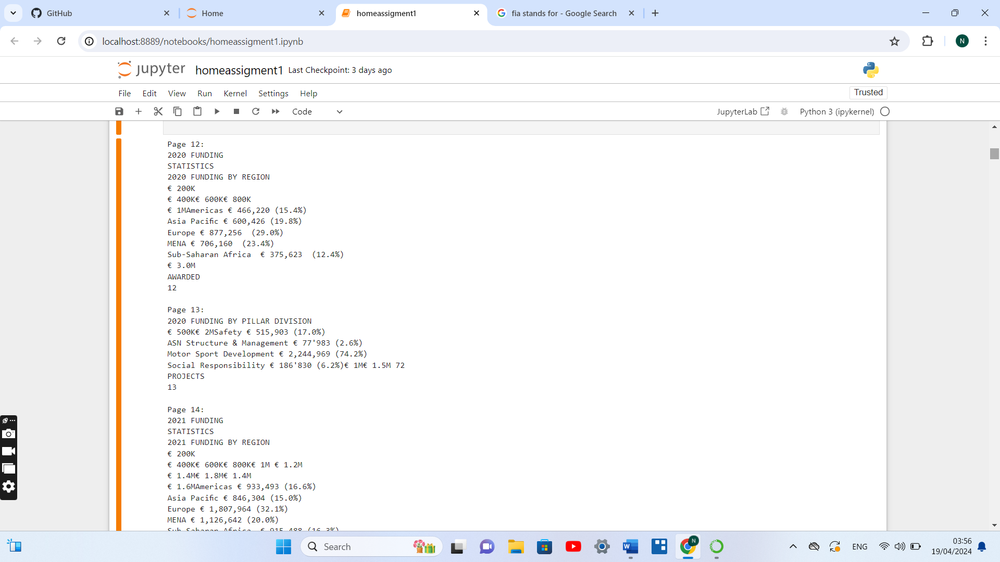 GitHub
Home
homeassigment1
fia stands for - Google Search
localhost:8889/notebooks/homeassigment1.ipynb
N
jupyter homeassigment1 Last Checkpoint: 3 days ago
File Edit View Run Kernel Settings Help
Trusted
Code
JupyterLab
Python 3 (ipykernel)
Page 12:
2020 FUNDING
STATISTICS
2020 FUNDING BY REGION
€ 200K
€ 400K€ 600K€ 800K
€ 1MAmericas € 466,220 (15.4%)
Asia Pacific € 600,426 (19.8%)
Europe € 877,256  (29.0%)
MENA € 706,160  (23.4%)
Sub-Saharan Africa  € 375,623  (12.4%)
€ 3.0M
AWARDED
12
Page 13:
2020 FUNDING BY PILLAR DIVISION
€ 500K€ 2MSafety € 515,903 (17.0%)
ASN Structure & Management € 77'983 (2.6%)
Motor Sport Development € 2,244,969 (74.2%)
Social Responsibility € 186'830 (6.2%)€ 1M€ 1.5M 72
PROJECTS
13
Page 14:
2021 FUNDING
STATISTICS
2021 FUNDING BY REGION
€ 200K
€ 400K€ 600K€ 800K€ 1M € 1.2M
€ 1.4M€ 1.8M€ 1.4M
€ 1.6MAmericas € 933,493 (16.6%)
Asia Pacific € 846,304 (15.0%)
Europe € 1,807,964 (32.1%)
MENA € 1,126,642 (20.0%)
Sub-Saharan Africa  € 915,488 (16.3%)
Search
N
ENG
03:56
19/04/2024